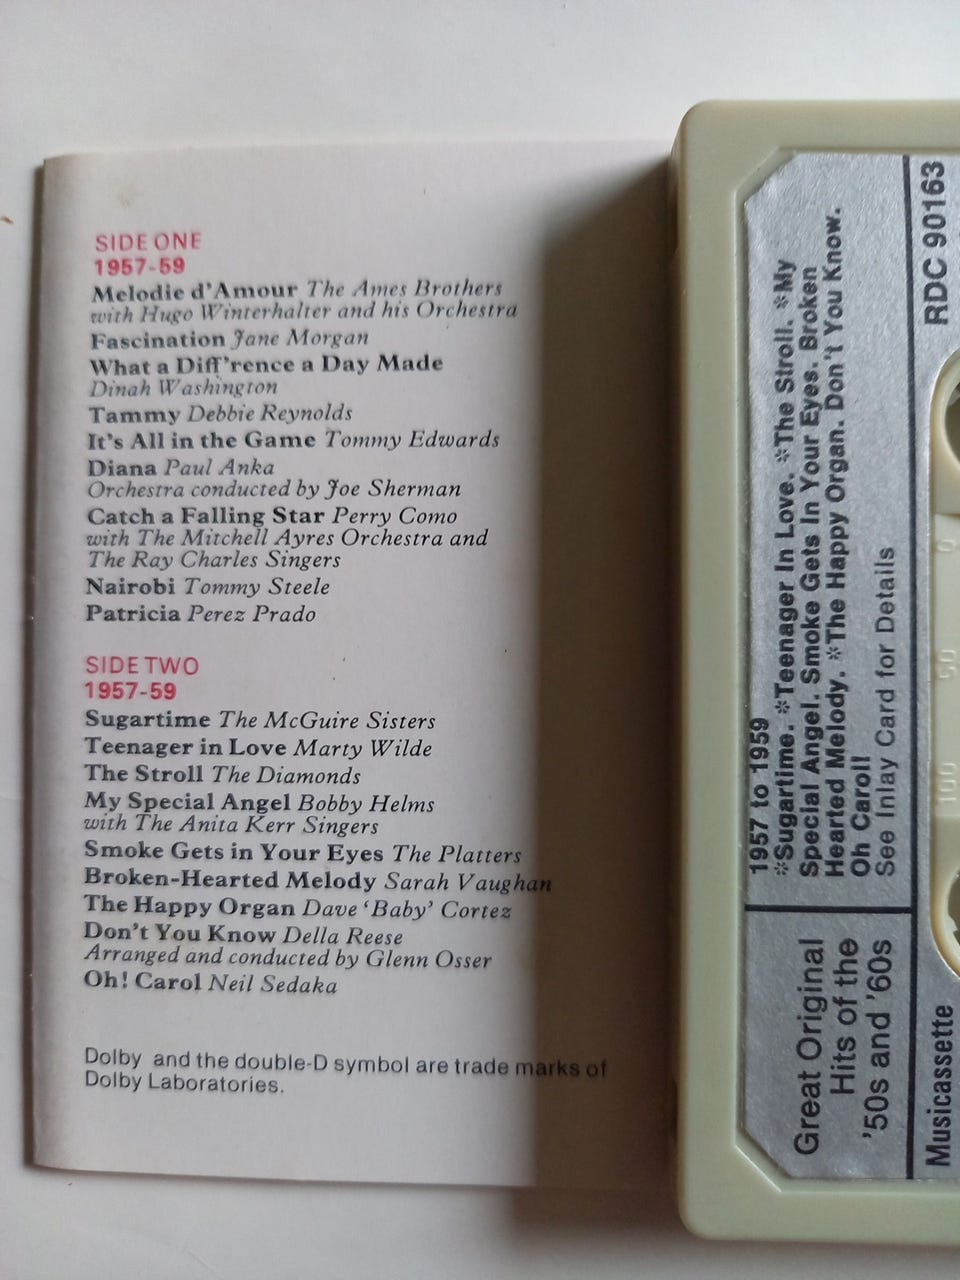 SIDE ONE
1957-59
Melodie d'Amour The Ames Brothers
with Hugo Winterhalter and his Orchestra
Fascination Jane Morgan
What a Diff'rence a Day Made
Dinah Washington
Tammy Debbie Reynolds
It's All in the Game Tommy Edwards
Diana Paul Anka
Orchestra conducted by Joe Sherman
Catch a Falling Star Perry Como
with The Mitchell Ayres Orchestra and
The Ray Charles Singers
Nairobi Tommy Steele
Patricia Perez Prado
SIDE TWO
1957-59
Sugartime The McGuire Sisters
Teenager in Love Marty Wilde
The Stroll The Diamonds
My Special Angel Bobby Helms
with The Anita Kerr Singers
Smoke Gets in Your Eyes The Platters
Broken-Hearted Melody Sarah Vaughan
The Happy Organ Dave 'Baby' Cortez
Don't You Know Della Reese
Arranged and conducted by Glenn Osser
Oh! Carol Neil Sedaka
Dolby and the double-D symbol are trade marks of
Dolby Laboratories.
Great Original
Hits of the
'50s and '60s
1957 to 1959
*Sugartime. *Teenager In Love. *The Stroll. *My
Special Angel. Smoke Gets In Your Eyes. Broken
Hearted Melody. *The Happy Organ. Don't You Know.
Oh Caroll
See Inlay Card for Details
Musicassette
RDC 90163
0
50
100